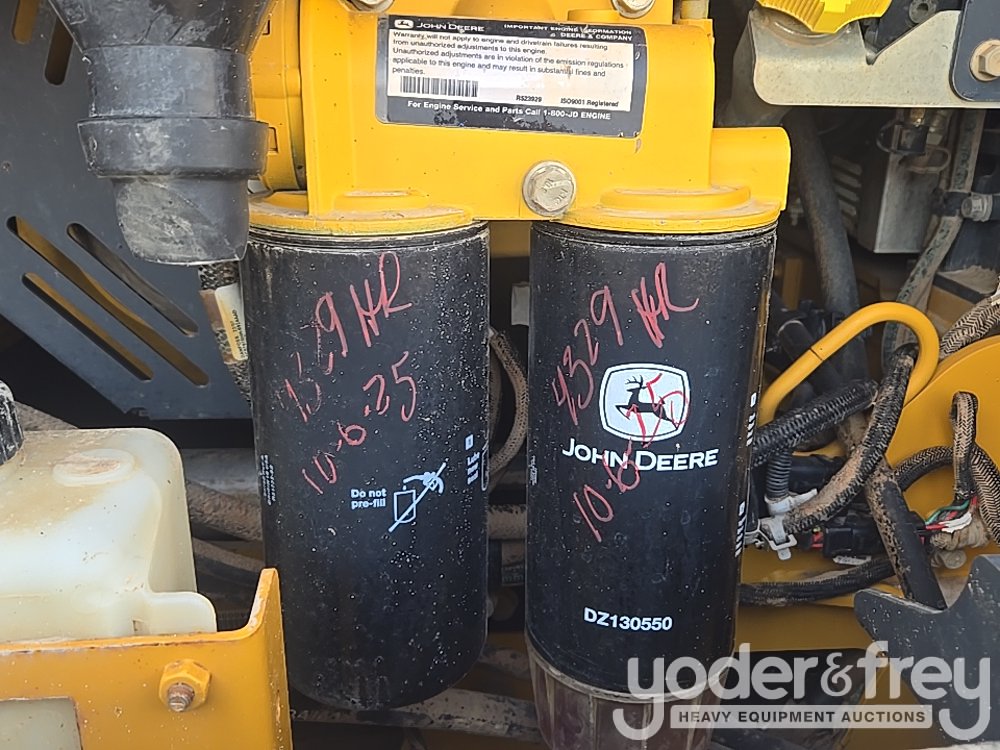 JOHN DEERE
IMPORTANT ENGINE INFORMATION
DEERE & COMPANY
Warranty will not apply to engine and drivetrain failures resulting
from unauthorized adjustments to this engine.
Unauthorized adjustments are in violation of the emission regulations
applicable to this engine and may result in substantial fines and
penalties.
R523929 ISO9001 Registered
For Engine Service and Parts Call 1-800-JD ENGINE
HR
10-6-25
Do not
pre-fill
4329 HR
JOHN DEERE
10-6-25
DZ130550
yoder&frey
HEAVY EQUIPMENT AUCTIONS